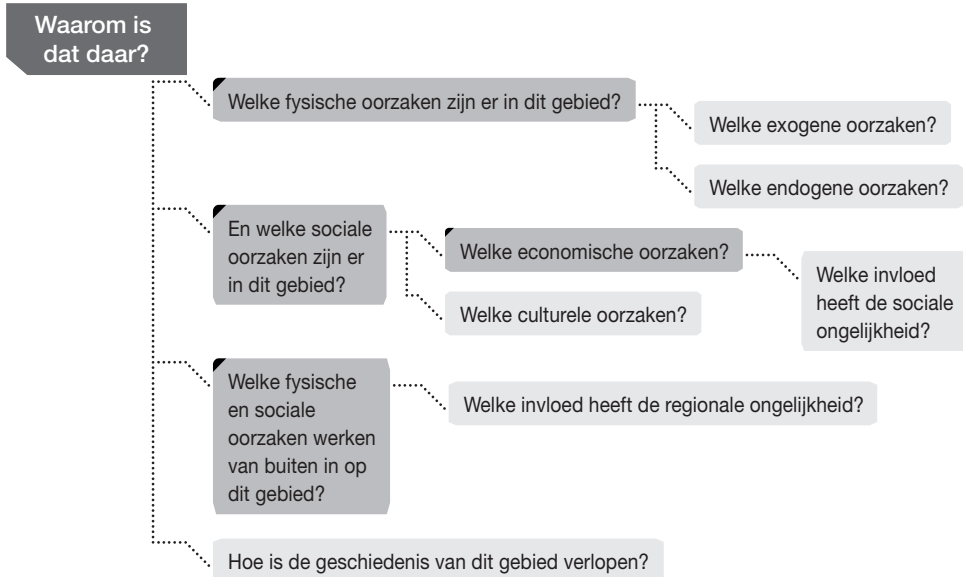 Waarom is
dat daar?
Welke fysische oorzaken zijn er in dit gebied?
Welke exogene oorzaken?
Welke endogene oorzaken?
En welke sociale
oorzaken zijn er
in dit gebied?
Welke economische oorzaken?
Welke invloed
heeft de sociale
ongelijkheid?
Welke culturele oorzaken?
Welke fysische
en sociale
oorzaken werken
van buiten in op
dit gebied?
Welke invloed heeft de regionale ongelijkheid?
Hoe is de geschiedenis van dit gebied verlopen?